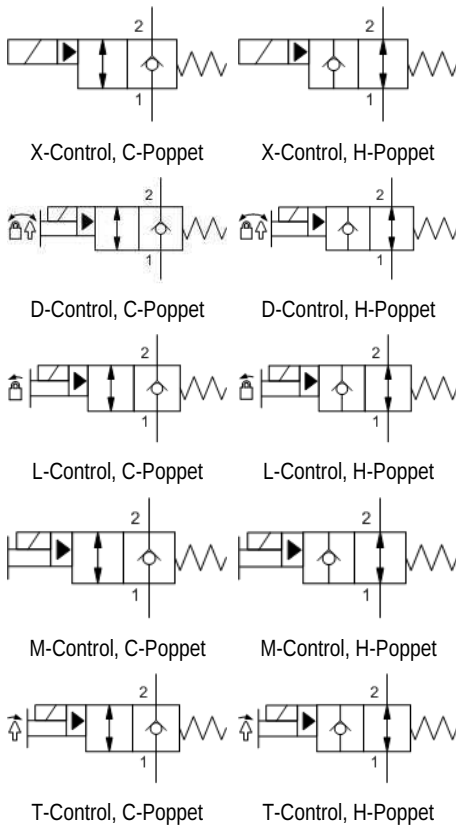 2 2
1 1
X-Control, C-Poppet X-Control, H-Poppet
2 2
1 1
D-Control, C-Poppet D-Control, H-Poppet
2 2
1 1
L-Control, C-Poppet L-Control, H-Poppet
2 2
1 1
M-Control, C-Poppet M-Control, H-Poppet
2 2
1 1
T-Control, C-Poppet T-Control, H-Poppet